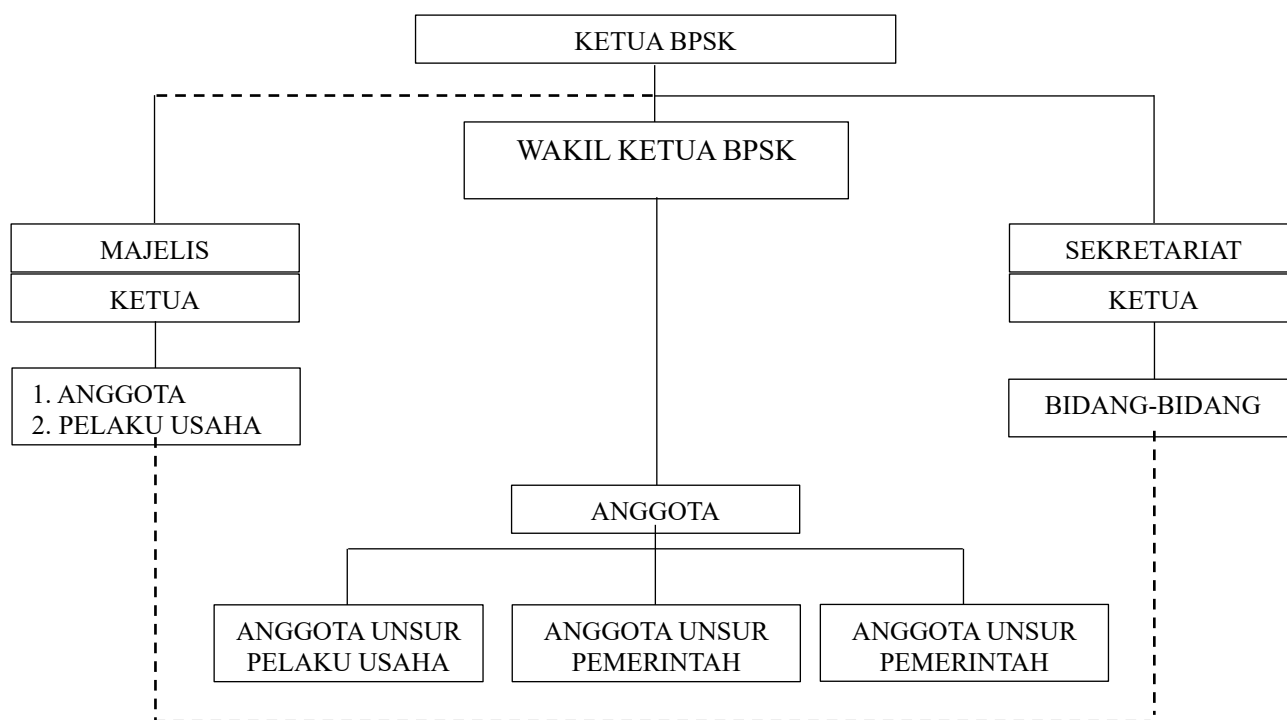 KETUA BPSK
WAKIL KETUA BPSK
MAJELIS
KETUA
1. ANGGOTA
2. PELAKU USAHA
SEKRETARIAT
KETUA
BIDANG-BIDANG
ANGGOTA
ANGGOTA UNSUR
PELAKU USAHA
ANGGOTA UNSUR
PEMERINTAH
ANGGOTA UNSUR
PEMERINTAH